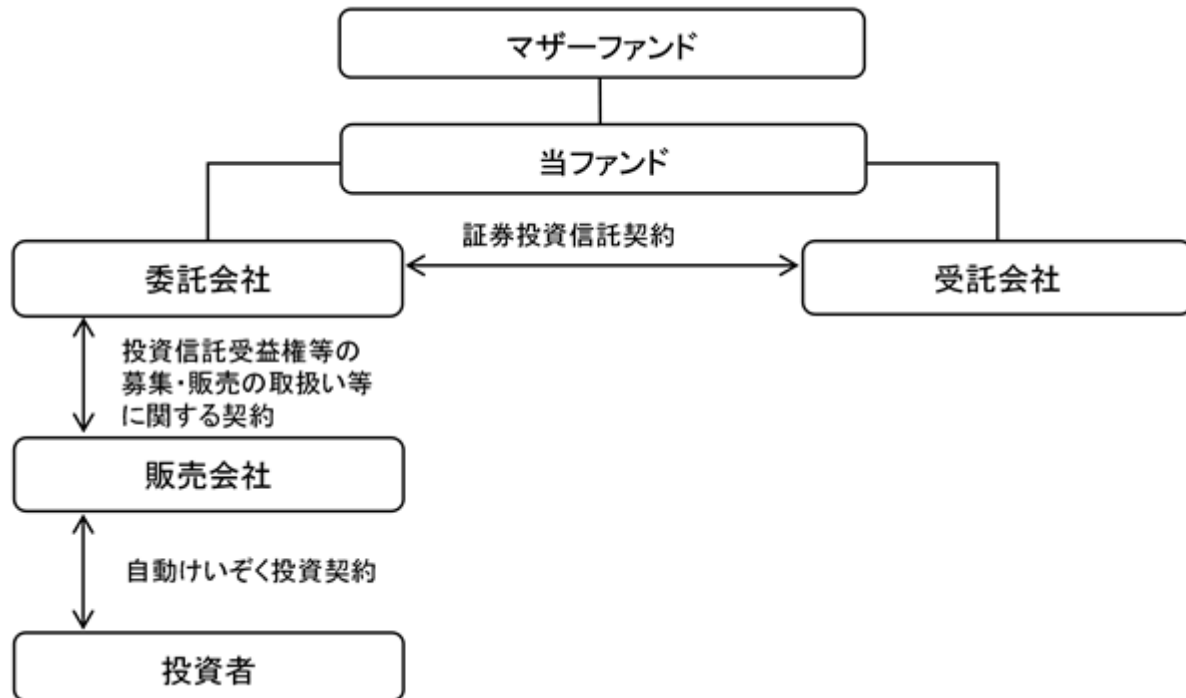 マザーファンド
当ファンド
証券投資信託契約
委託会社
受託会社
投資信託受益権等の
募集・販売の取扱い等
に関する契約
販売会社
自動けいぞく投資契約
投資者